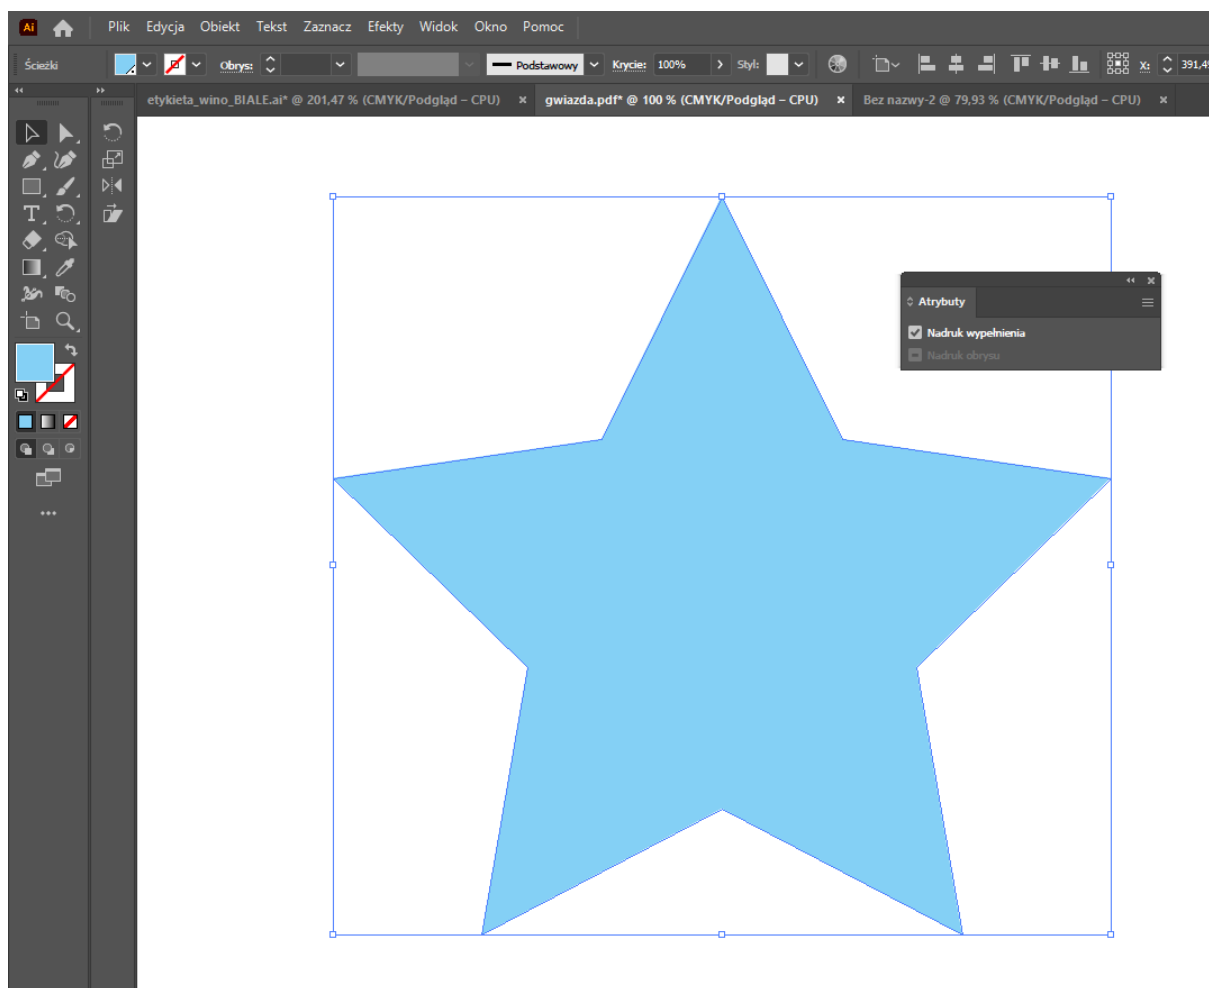 Ai Plik Edycja Obiekt Tekst Zaznacz Efekty Widok Okno Pomoc
Ścieżki Obrys: Podstawowy Krycie: 100% Styl: X: 391,4
etykieta_wino_BIALE.ai* @ 201,47 % (CMYK/Podgląd – CPU) × gwiazda.pdf* @ 100 % (CMYK/Podgląd – CPU) × Bez nazwy-2 @ 79,93 % (CMYK/Podgląd – CPU) ×
Atrybuty
Nadruk wypełnienia
Nadruk obrysu